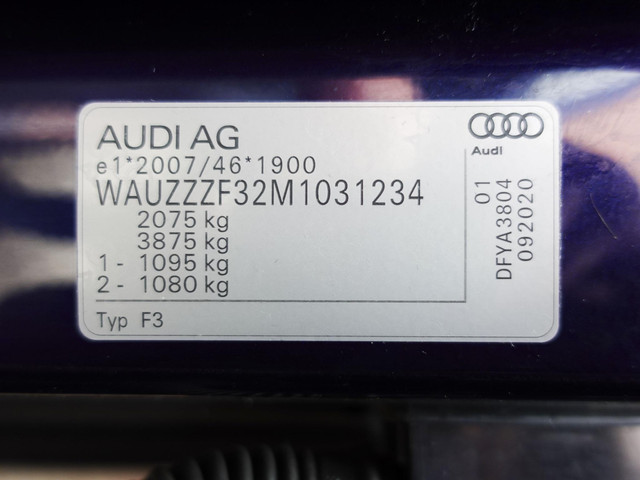 AUDI AG
e1*2007/46*1900
WAUZZZF32M1031234
2075 kg
3875 kg
1 - 1095 kg
2 - 1080 kg
Typ F3
Audi
01
DFYA3804
092020